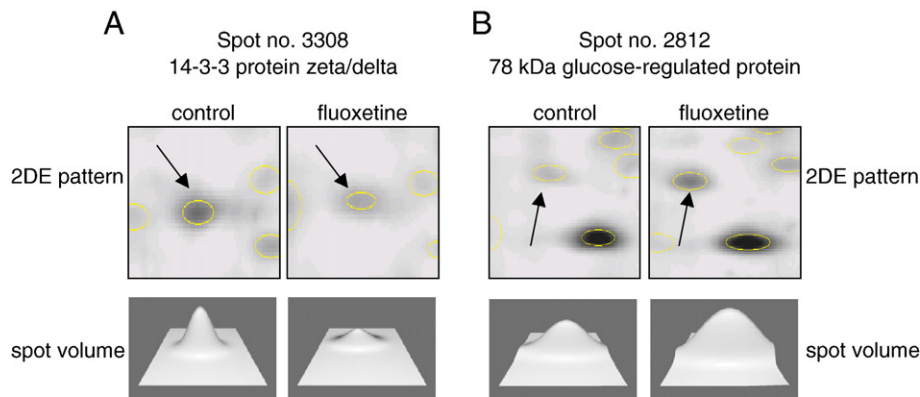 A
Spot no. 3308
14-3-3 protein zeta/delta
control fluoxetine
2DE pattern
spot volume
B
Spot no. 2812
78 kDa glucose-regulated protein
control fluoxetine
2DE pattern
spot volume